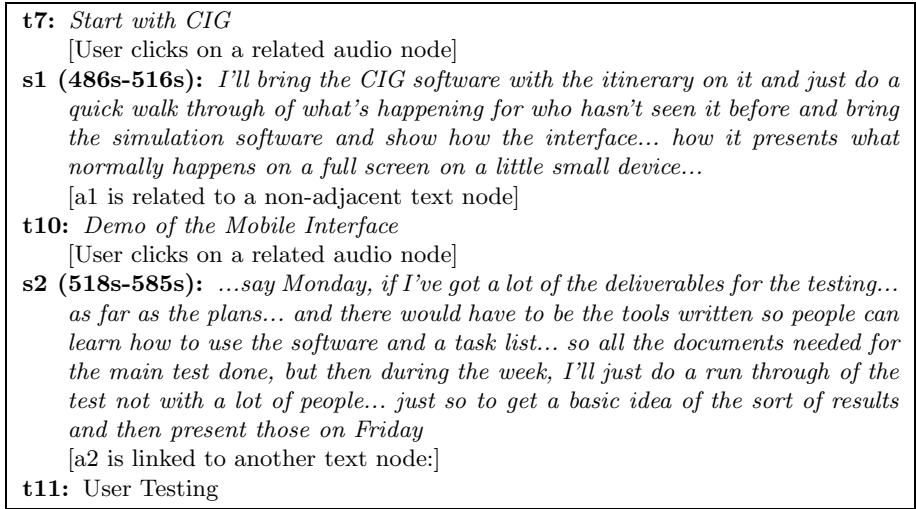 t7: Start with CIG
[User clicks on a related audio node]
s1 (486s-516s): I'll bring the CIG software with the itinerary on it and just do a
quick walk through of what's happening for who hasn't seen it before and bring
the simulation software and show how the interface... how it presents what
normally happens on a full screen on a little small device...
[a1 is related to a non-adjacent text node]
t10: Demo of the Mobile Interface
[User clicks on a related audio node]
s2 (518s-585s): ...say Monday, if I've got a lot of the deliverables for the testing...
as far as the plans... and there would have to be the tools written so people can
learn how to use the software and a task list... so all the documents needed for
the main test done, but then during the week, I'll just do a run through of the
test not with a lot of people... just so to get a basic idea of the sort of results
and then present those on Friday
[a2 is linked to another text node:]
t11: User Testing